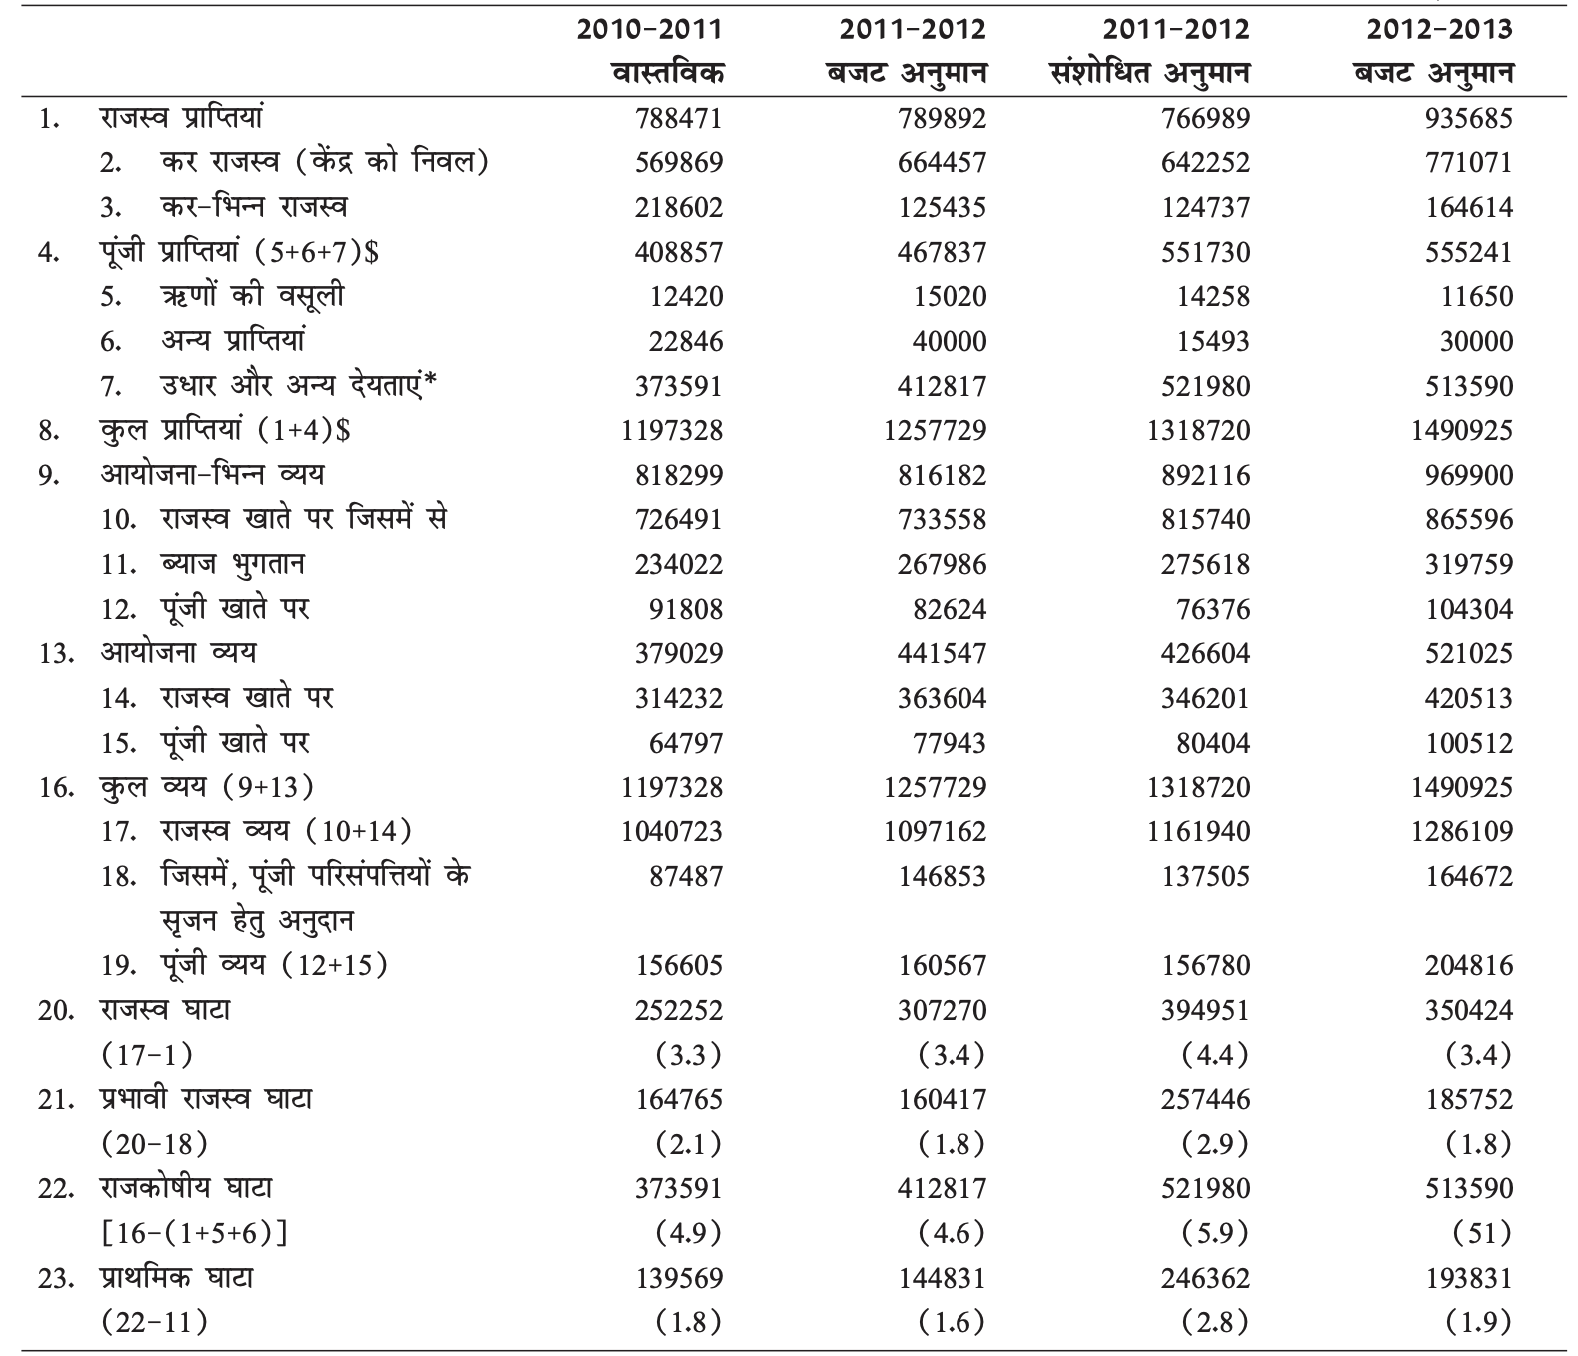 2010-2011 2011-2012 2011-2012 2012-2013
वास्तविक बजट अनुमान संशोधित अनुमान बजट अनुमान
1. राजस्व प्राप्तियां 788471 789892 766989 935685
2. कर राजस्व (केंद्र को निवल) 569869 664457 642252 771071
3. कर-भिन्न राजस्व 218602 125435 124737 164614
4. पूंजी प्राप्तियां (5+6+7)$ 408857 467837 551730 555241
5. ऋणों की वसूली 12420 15020 14258 11650
6. अन्य प्राप्तियां 22846 40000 15493 30000
7. उधार और अन्य देयताएं* 373591 412817 521980 513590
8. कुल प्राप्तियां (1+4)$ 1197328 1257729 1318720 1490925
9. आयोजना-भिन्न व्यय 818299 816182 892116 969900
10. राजस्व खाते पर जिसमें से 726491 733558 815740 865596
11. ब्याज भुगतान 234022 267986 275618 319759
12. पूंजी खाते पर 91808 82624 76376 104304
13. आयोजना व्यय 379029 441547 426604 521025
14. राजस्व खाते पर 314232 363604 346201 420513
15. पूंजी खाते पर 64797 77943 80404 100512
16. कुल व्यय (9+13) 1197328 1257729 1318720 1490925
17. राजस्व व्यय (10+14) 1040723 1097162 1161940 1286109
18. जिसमें, पूंजी परिसंपत्तियों के 87487 146853 137505 164672
सृजन हेतु अनुदान
19. पूंजी व्यय (12+15) 156605 160567 156780 204816
20. राजस्व घाटा 252252 307270 394951 350424
(17-1) (3.3) (3.4) (4.4) (3.4)
21. प्रभावी राजस्व घाटा 164765 160417 257446 185752
(20-18) (2.1) (1.8) (2.9) (1.8)
22. राजकोषीय घाटा 373591 412817 521980 513590
[16-(1+5+6)] (4.9) (4.6) (5.9) (51)
23. प्राथमिक घाटा 139569 144831 246362 193831
(22-11) (1.8) (1.6) (2.8) (1.9)